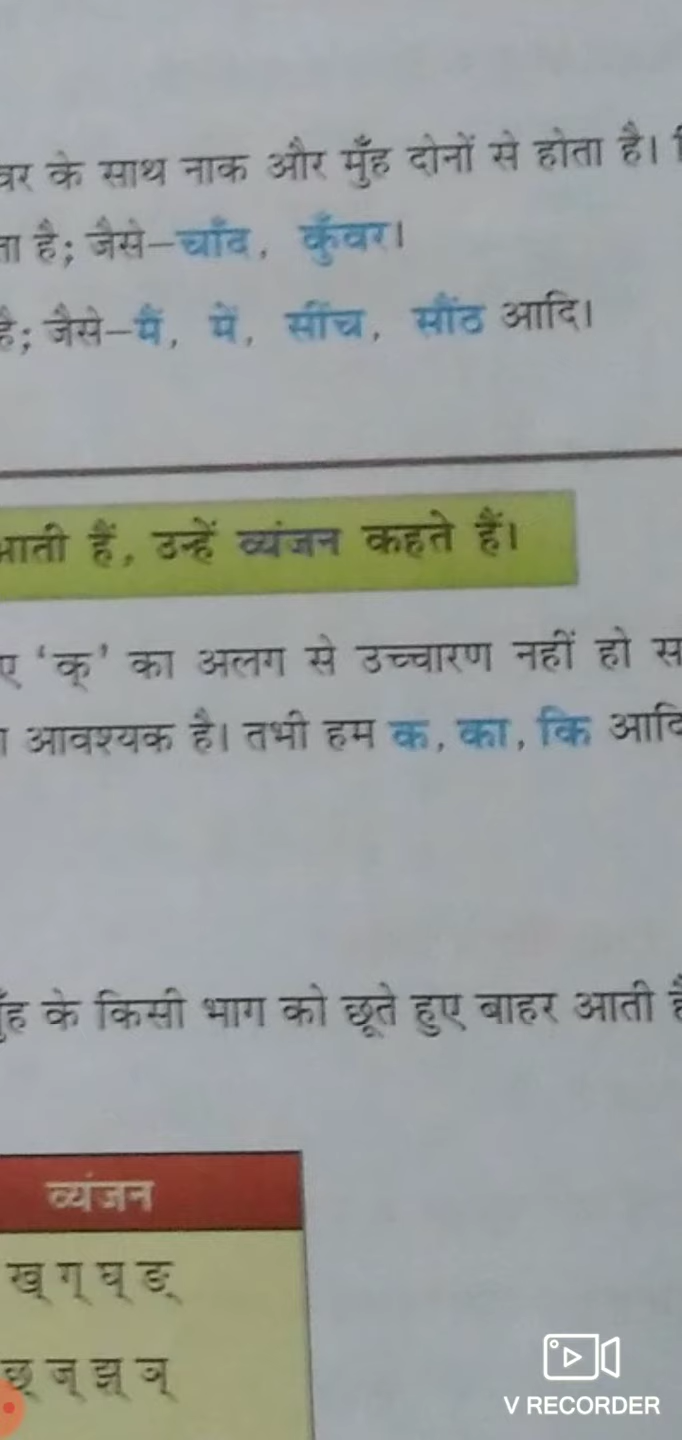 के साथ नाक और मुँह दोनों से होता है।
है; जैसे–चाँद, कुँवर।
है; जैसे–मैं, में, सींच, सौंठ आदि।
आती हैं, उन्हें व्यंजन कहते हैं।
'क्' का अलग से उच्चारण नहीं हो
आवश्यक है। तभी हम क, का, कि आदि
के किसी भाग को छूते हुए बाहर आती
व्यंजन
ख् ग् घ् ङ्
छ् ज् झ् ञ्
V RECORDER